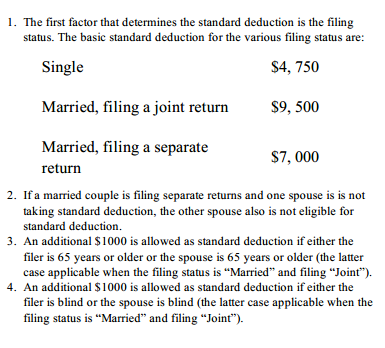 1. The first factor that determines the standard deduction is the filing
status. The basic standard deduction for the various filing status are:
Single $4, 750
Married, filing a joint return $9, 500
Married, filing a separate
return $7, 000
2. If a married couple is filing separate returns and one spouse is is not
taking standard deduction, the other spouse also is not eligible for
standard deduction.
3. An additional $1000 is allowed as standard deduction if either the
filer is 65 years or older or the spouse is 65 years or older (the latter
case applicable when the filing status is “Married” and filing “Joint”).
4. An additional $1000 is allowed as standard deduction if either the
filer is blind or the spouse is blind (the latter case applicable when the
filing status is “Married” and filing “Joint”).